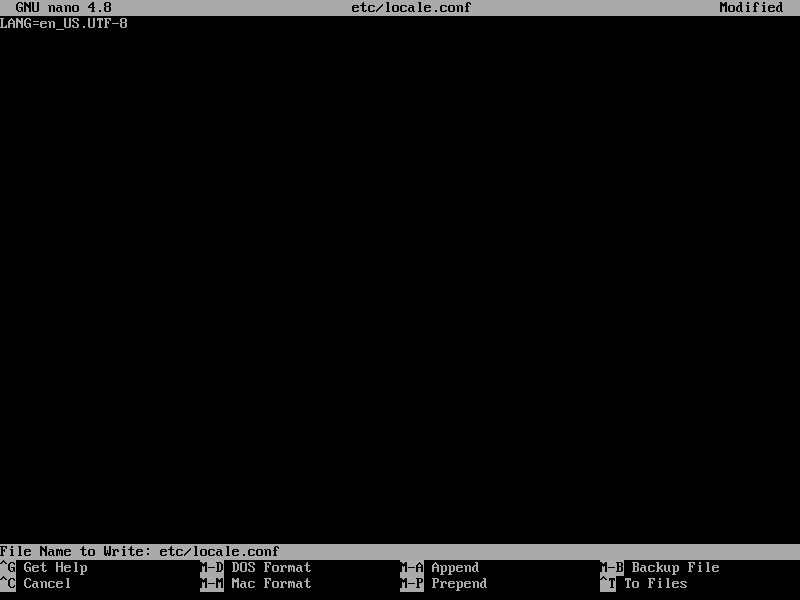 GNU nano 4.8 etc/locale.conf Modified
LANG=en_US.UTF-8
File Name to Write: etc/locale.conf
^G Get Help M-D DOS Format M-A Append M-B Backup File
^C Cancel M-M Mac Format M-P Prepend ^T To Files